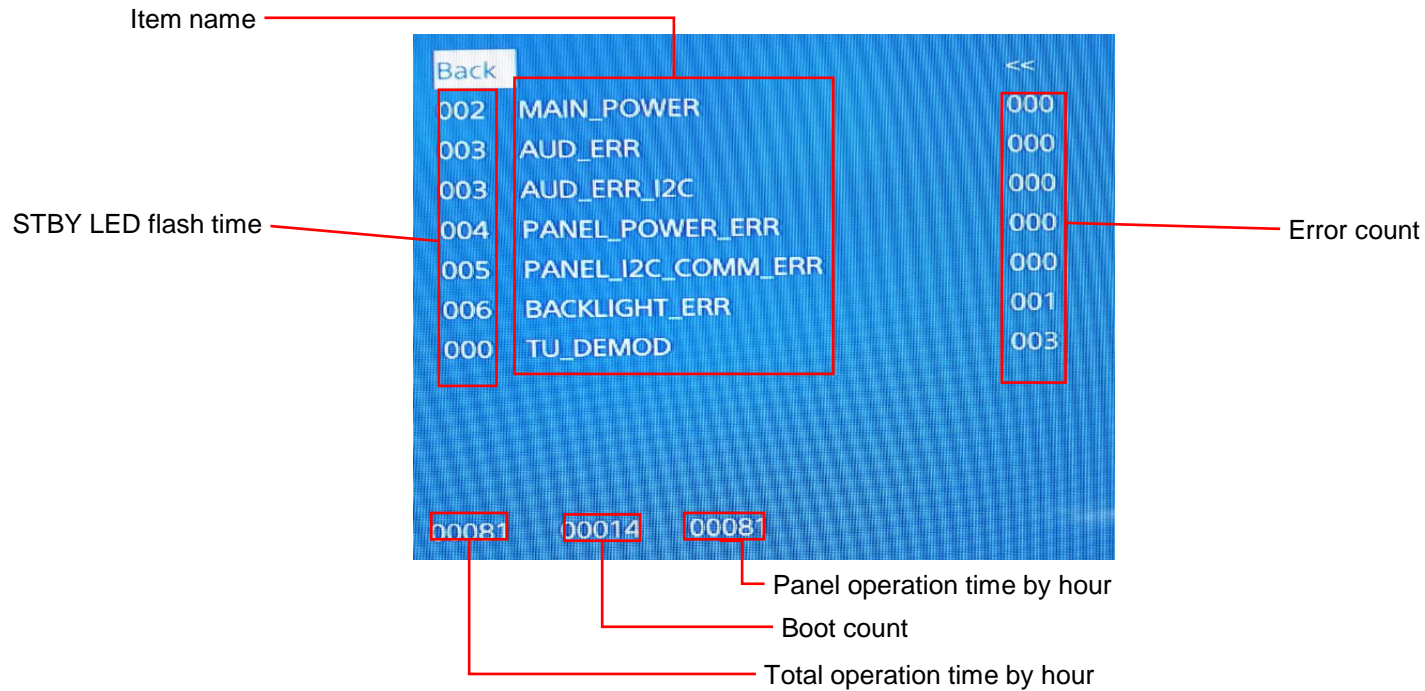 Item name
Back <<
002 MAIN_POWER 000
003 AUD_ERR 000
003 AUD_ERR_I2C 000
STBY LED flash time
004 PANEL_POWER_ERR 000
Error count
005 PANEL_I2C_COMM_ERR 000
006 BACKLIGHT_ERR 001
000 TU_DEMOD 003
00081 00014 00081
Panel operation time by hour
Boot count
Total operation time by hour